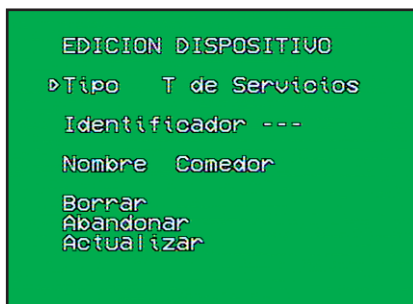 EDICION DISPOSITIVO
▷Tipo T de Servicios
Identificador ---
Nombre Comedor
Borrar
Abandonar
Actualizar